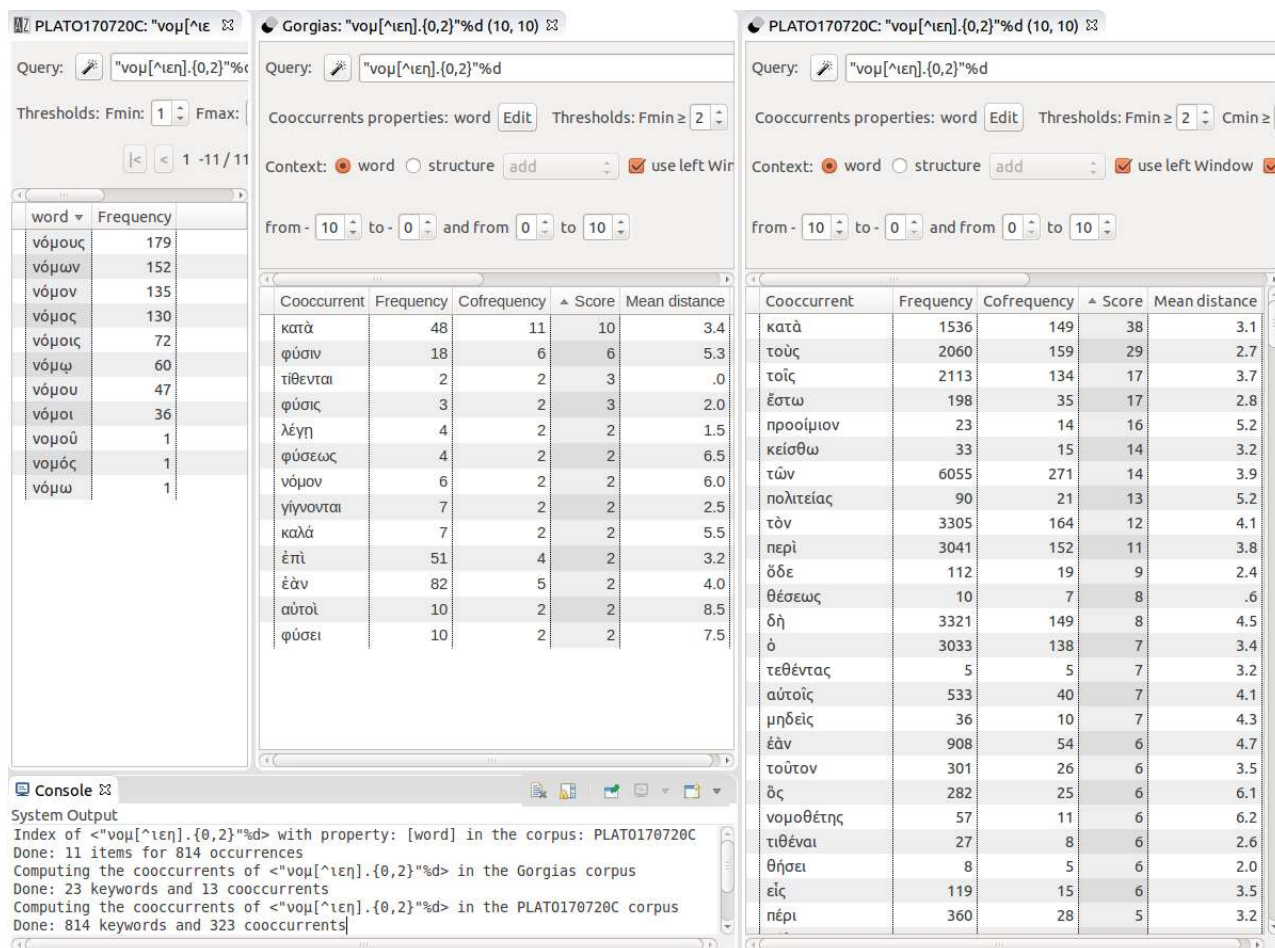 PLATO170720C: "νομ[^ιε
Query: "νομ[^ιεη].{0,2}"%d
Thresholds: Fmin: 1 Fmax:
|< < 1 -11 / 11
word Frequency
νόμους 179
νόμων 152
νόμον 135
νόμος 130
νόμοις 72
νόμῳ 60
νόμου 47
νόμοι 36
νομοῦ 1
νομός 1
νόμω 1
Gorgias: "νομ[^ιεη].{0,2}"%d (10, 10)
Query: "νομ[^ιεη].{0,2}"%d
Cooccurrents properties: word Edit Thresholds: Fmin ≥ 2
Context: word structure add use left Wir
from - 10 to - 0 and from 0 to 10
Cooccurrent Frequency Cofrequency Score Mean distance
κατὰ 48 11 10 3.4
φύσιν 18 6 6 5.3
τίθενται 2 2 3 .0
φύσις 3 2 3 2.0
λέγῃ 4 2 2 1.5
φύσεως 4 2 2 6.5
νόμον 6 2 2 6.0
γίγνονται 7 2 2 2.5
καλά 7 2 2 5.5
ἐπὶ 51 4 2 3.2
ἐὰν 82 5 2 4.0
αὐτοὶ 10 2 2 8.5
φύσει 10 2 2 7.5
PLATO170720C: "νομ[^ιεη].{0,2}"%d (10, 10)
Query: "νομ[^ιεη].{0,2}"%d
Cooccurrents properties: word Edit Thresholds: Fmin ≥ 2 Cmin ≥
Context: word structure add use left Window
from - 10 to - 0 and from 0 to 10
Cooccurrent Frequency Cofrequency Score Mean distance
κατὰ 1536 149 38 3.1
τοὺς 2060 159 29 2.7
τοῖς 2113 134 17 3.7
ἔστω 198 35 17 2.8
προοίμιον 23 14 16 5.2
κείσθω 33 15 14 3.2
τῶν 6055 271 14 3.9
πολιτείας 90 21 13 5.2
τὸν 3305 164 12 4.1
περὶ 3041 152 11 3.8
ὅδε 112 19 9 2.4
θέσεως 10 7 8 .6
δὴ 3321 149 8 4.5
ὁ 3033 138 7 3.4
τεθέντας 5 5 7 3.2
αὐτοῖς 533 40 7 4.1
μηδεὶς 36 10 7 4.3
ἐὰν 908 54 6 4.7
τοῦτον 301 26 6 3.5
ὃς 282 25 6 6.1
νομοθέτης 57 11 6 6.2
τιθέναι 27 8 6 2.6
θήσει 8 5 6 2.0
εἷς 119 15 6 3.5
πέρι 360 28 5 3.2
Console
System Output
Index of <"νομ[^ιεη].{0,2}"%d> with property: [word] in the corpus: PLATO170720C
Done: 11 items for 814 occurrences
Computing the cooccurrents of <"νομ[^ιεη].{0,2}"%d> in the Gorgias corpus
Done: 23 keywords and 13 cooccurrents
Computing the cooccurrents of <"νομ[^ιεη].{0,2}"%d> in the PLATO170720C corpus
Done: 814 keywords and 323 cooccurrents